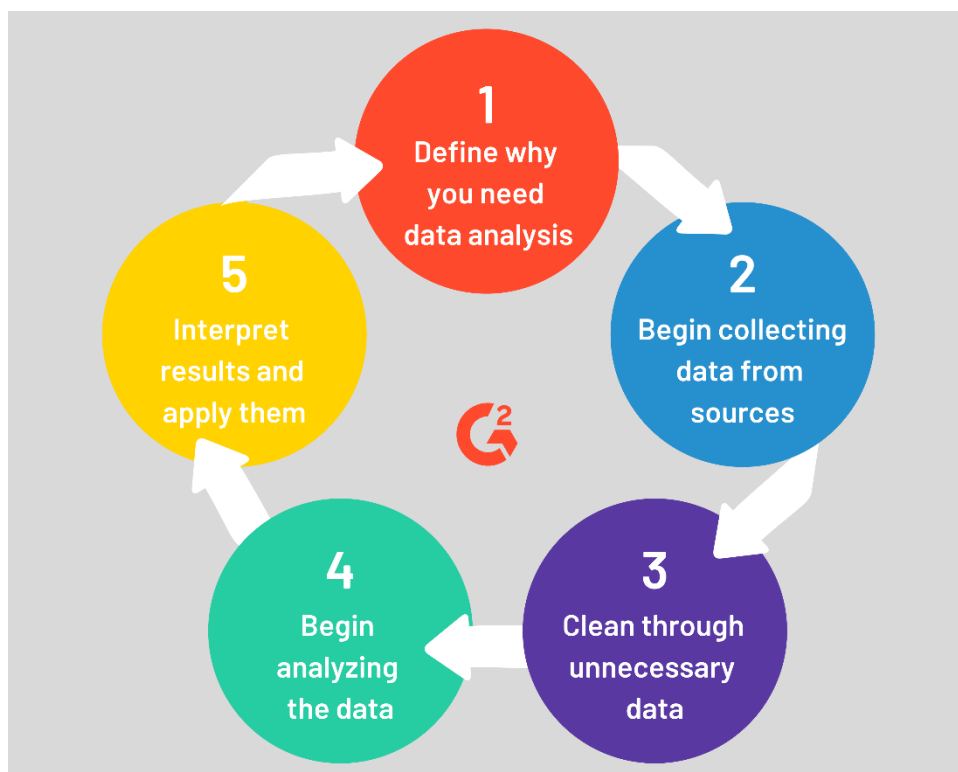 1
Define why
you need
data analysis
2
Begin collecting
data from
sources
3
Clean through
unnecessary
data
4
Begin
analyzing
the data
5
Interpret
results and
apply them
G2